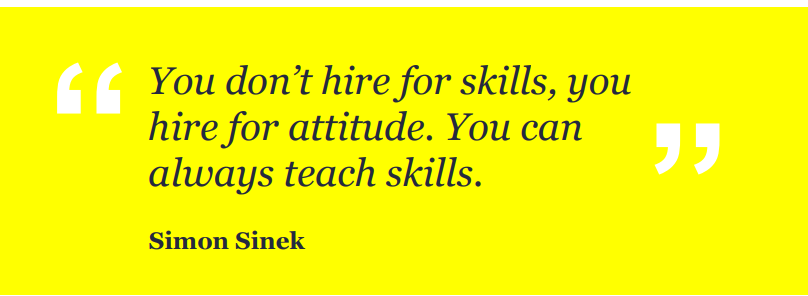 “ You don’t hire for skills, you
hire for attitude. You can
always teach skills. ”
Simon Sinek